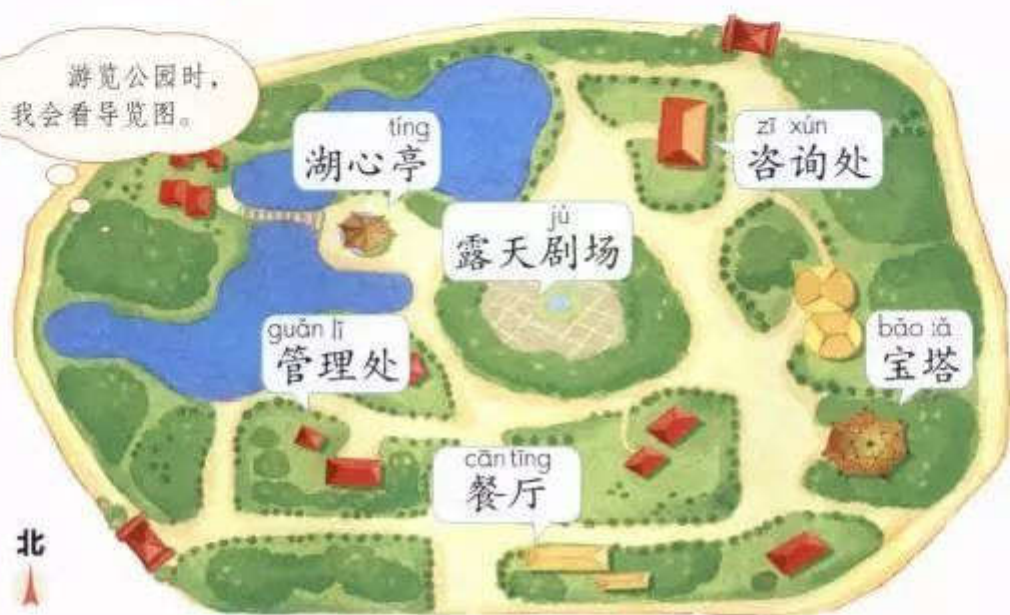 游览公园时，
我会看导览图。
tíng
湖心亭
zī xún
咨询处
jù
露天剧场
guǎn lǐ
管理处
bǎo
宝塔
cān tīng
餐厅
北